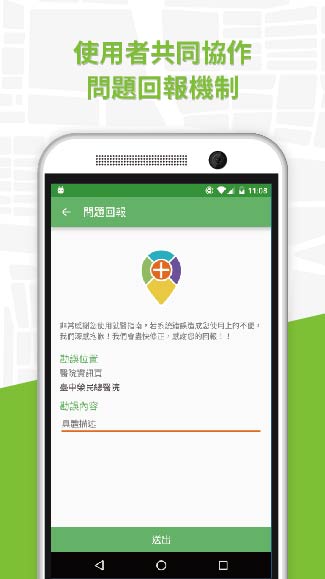 使用者共同協作
問題回報機制
11:08
問題回報
非常感謝您使用就醫指南，若系統錯誤造成您使用上的不便，
我們深感抱歉！我們會盡快修正，感謝您的回報！！
勘誤位置
醫院資訊頁
臺中榮民總醫院
勘誤內容
具體描述
送出